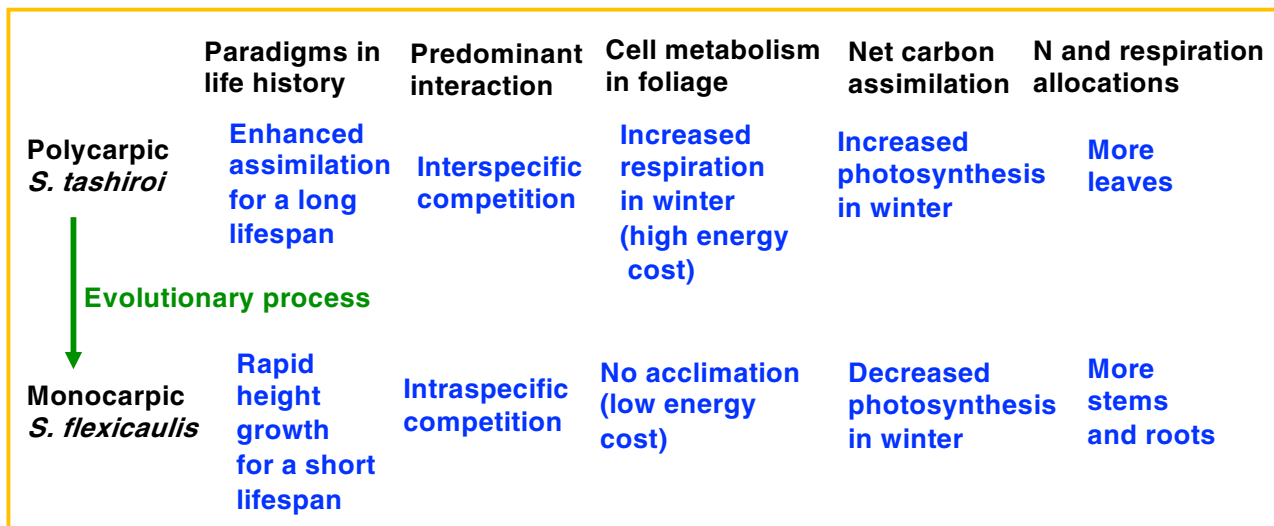 Paradigms in
life history
Predominant
interaction
Cell metabolism
in foliage
Net carbon
assimilation
N and respiration
allocations
Polycarpic
S. tashiroi
Enhanced
assimilation
for a long
lifespan
Interspecific
competition
Increased
respiration
in winter
(high energy
cost)
Increased
photosynthesis
in winter
More
leaves
Evolutionary process
Monocarpic
S. flexicaulis
Rapid
height
growth
for a short
lifespan
Intraspecific
competition
No acclimation
(low energy
cost)
Decreased
photosynthesis
in winter
More
stems
and roots